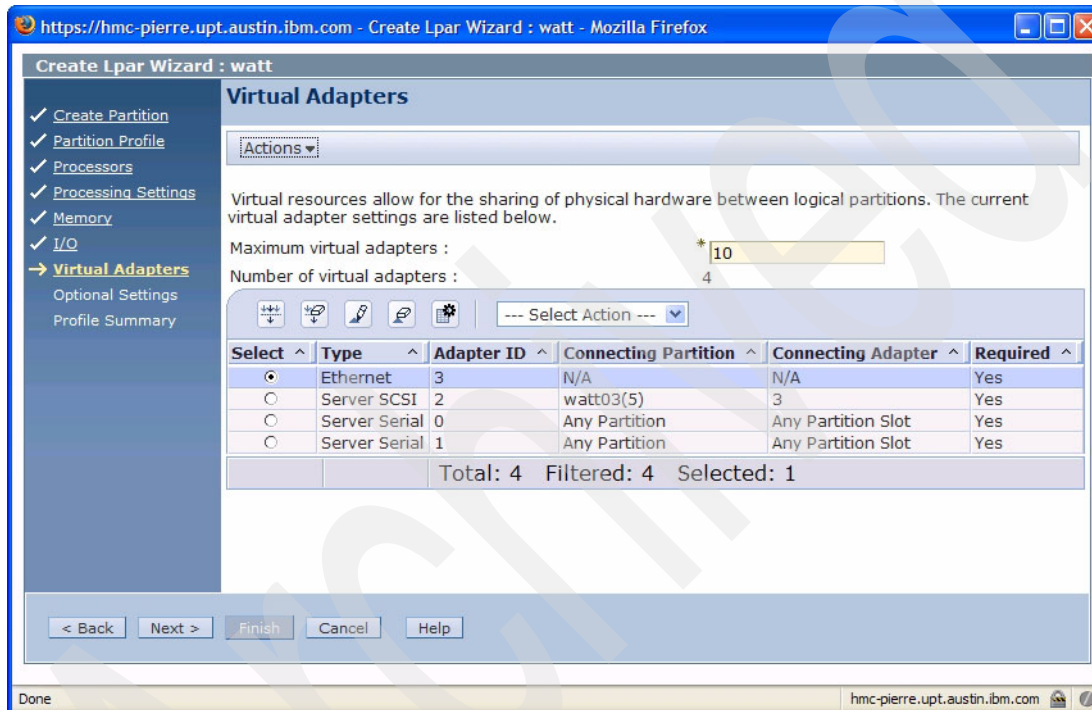 https://hmc-pierre.upt.austin.ibm.com - Create Lpar Wizard : watt - Mozilla Firefox
Create Lpar Wizard : watt
Create Partition
Partition Profile
Processors
Processing Settings
Memory
I/O
Virtual Adapters
Optional Settings
Profile Summary
Virtual Adapters
Actions
Virtual resources allow for the sharing of physical hardware between logical partitions. The current
virtual adapter settings are listed below.
Maximum virtual adapters : * 10
Number of virtual adapters : 4
--- Select Action ---
Select ^ Type ^ Adapter ID ^ Connecting Partition ^ Connecting Adapter ^ Required ^
Ethernet 3 N/A N/A Yes
Server SCSI 2 watt03(5) 3 Yes
Server Serial 0 Any Partition Any Partition Slot Yes
Server Serial 1 Any Partition Any Partition Slot Yes
Total: 4 Filtered: 4 Selected: 1
< Back Next > Finish Cancel Help
Done hmc-pierre.upt.austin.ibm.com